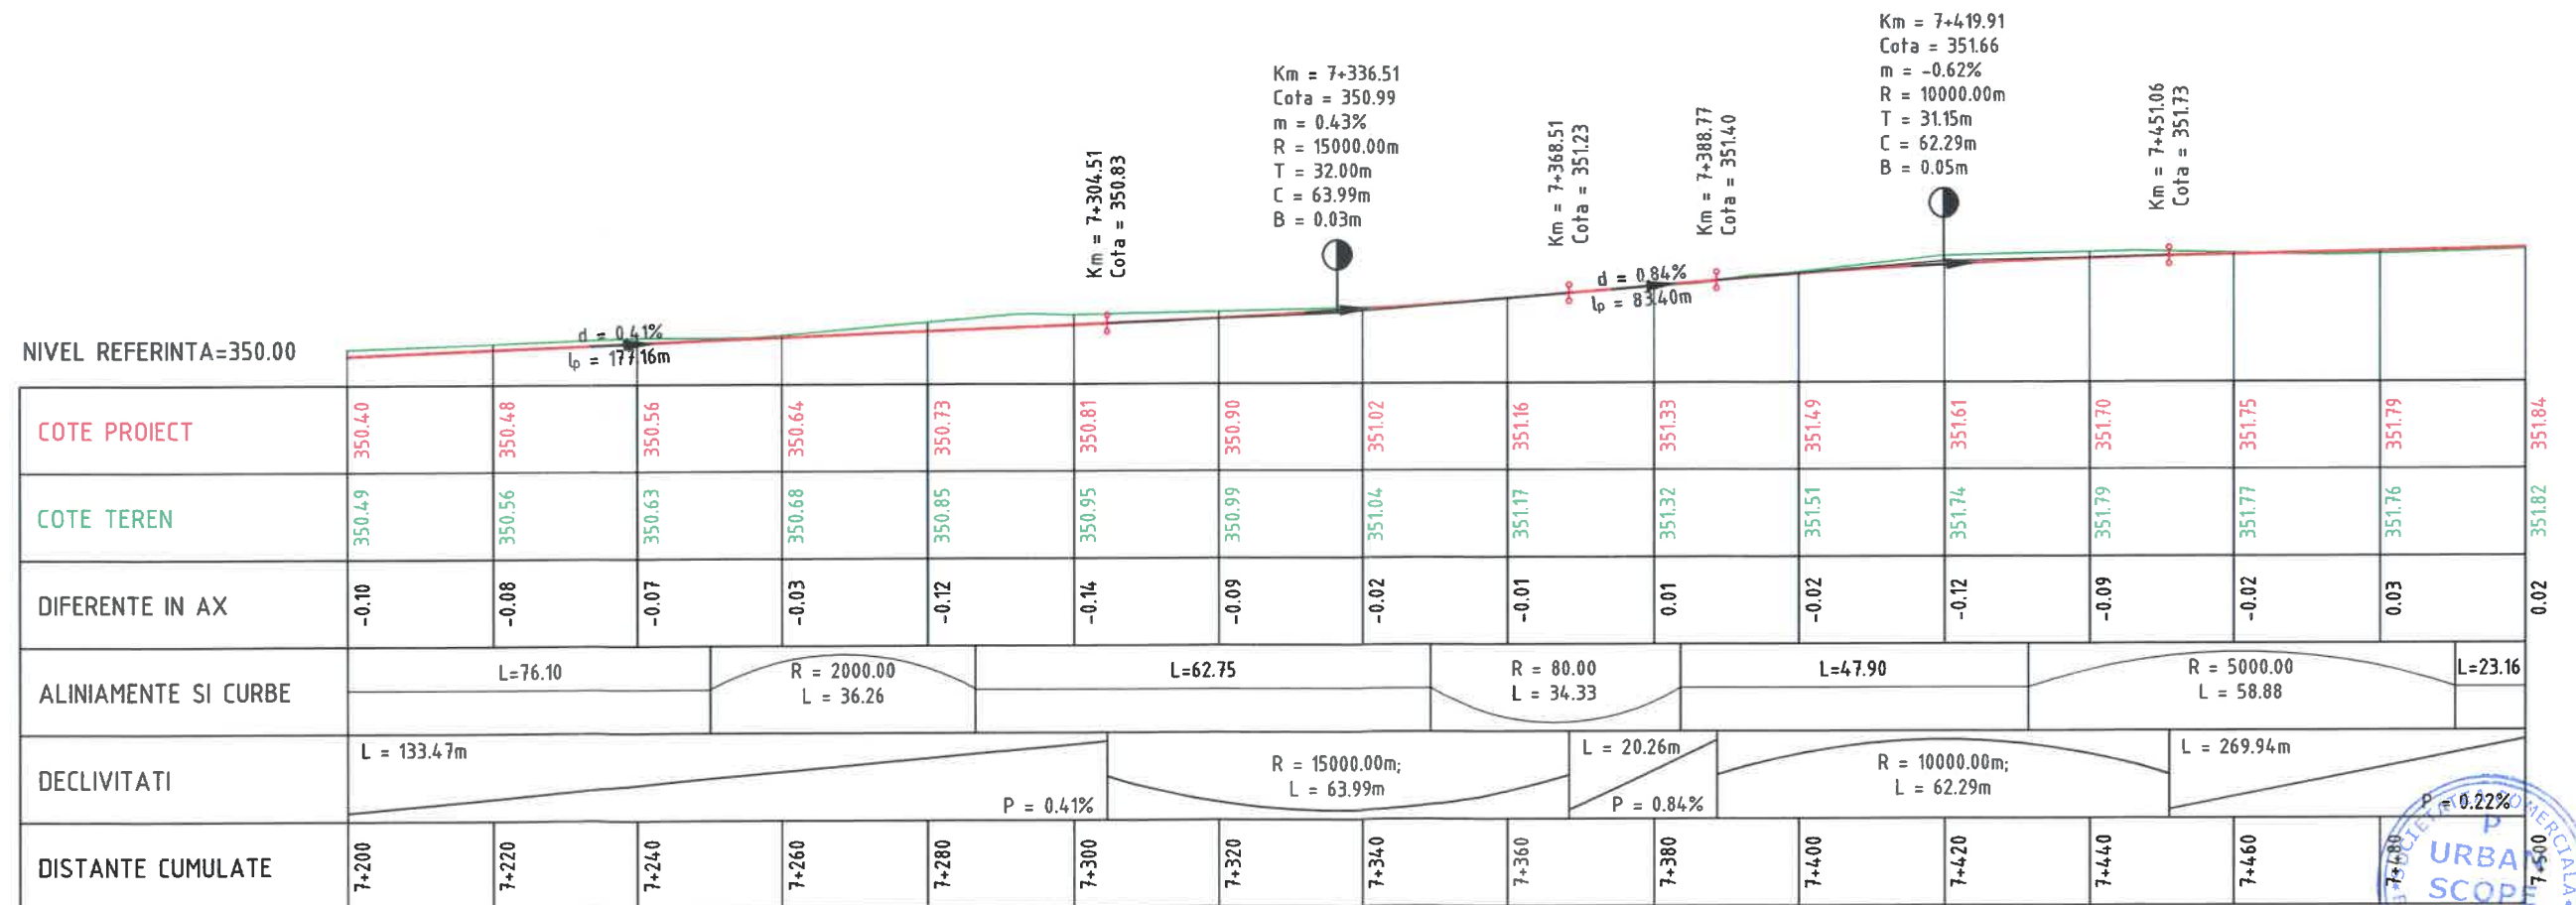 Km = 7+419.91
Cota = 351.66
m = -0.62%
R = 10000.00m
T = 31.15m
C = 62.29m
B = 0.05m
Km = 7+336.51
Cota = 350.99
m = 0.43%
R = 15000.00m
T = 32.00m
C = 63.99m
B = 0.03m
Km = 7+304.51
Cota = 350.83
Km = 7+368.51
Cota = 351.23
Km = 7+388.77
Cota = 351.40
Km = 7+451.06
Cota = 351.73
d = 0.41%
lp = 177.16m
d = 0.84%
lp = 83.40m
NIVEL REFERINTA=350.00
COTE PROIECT 350.40 350.48 350.56 350.64 350.73 350.81 350.90 351.02 351.16 351.33 351.49 351.61 351.70 351.75 351.79 351.84
COTE TEREN 350.49 350.56 350.63 350.68 350.85 350.95 350.99 351.04 351.17 351.32 351.51 351.74 351.79 351.77 351.76 351.82
DIFERENTE IN AX -0.10 -0.08 -0.07 -0.03 -0.12 -0.14 -0.09 -0.02 -0.01 0.01 -0.02 -0.12 -0.09 -0.02 0.03 0.02
ALINIAMENTE SI CURBE
L=76.10
R = 2000.00
L = 36.26
L=62.75
R = 80.00
L = 34.33
L=47.90
R = 5000.00
L = 58.88
L=23.16
DECLIVITATI
L = 133.47m
P = 0.41%
R = 15000.00m;
L = 63.99m
L = 20.26m
P = 0.84%
R = 10000.00m;
L = 62.29m
L = 269.94m
P = 0.22%
DISTANTE CUMULATE 7+200 7+220 7+240 7+260 7+280 7+300 7+320 7+340 7+360 7+380 7+400 7+420 7+440 7+460 7+480 7+500
P
URBAN
SCOPE